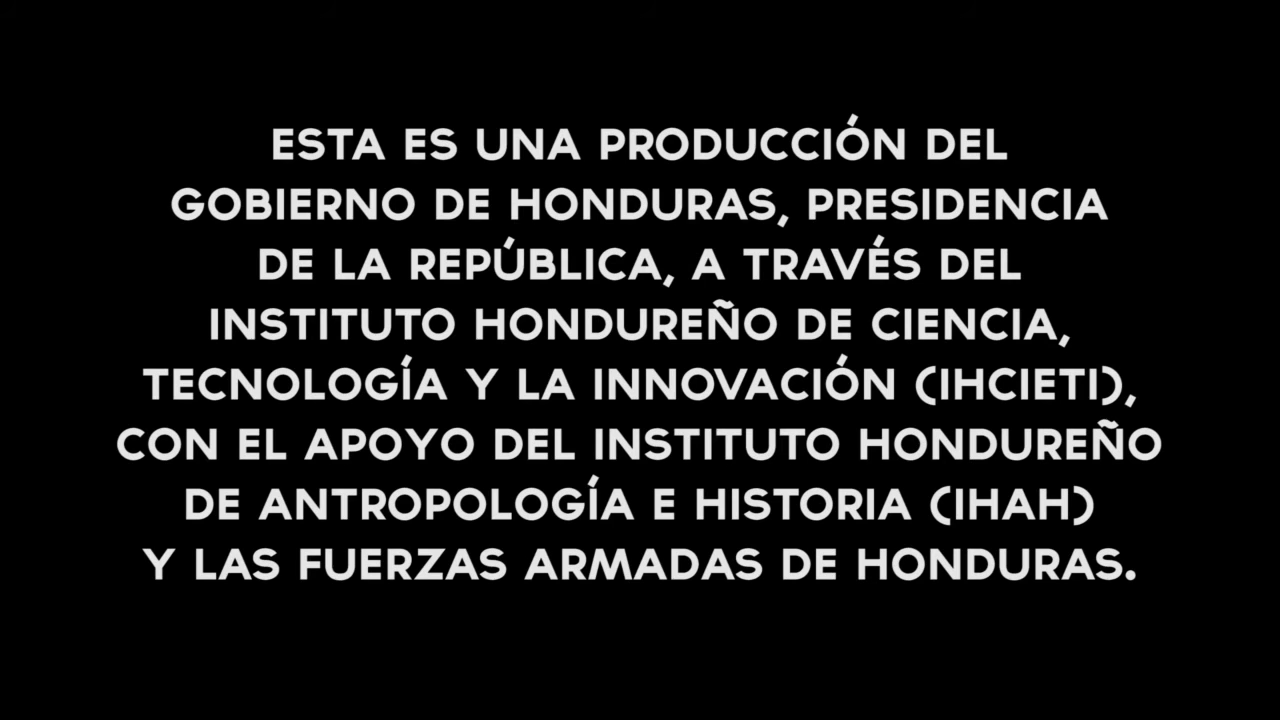 ESTA ES UNA PRODUCCIÓN DEL
GOBIERNO DE HONDURAS, PRESIDENCIA
DE LA REPÚBLICA, A TRAVÉS DEL
INSTITUTO HONDUREÑO DE CIENCIA,
TECNOLOGÍA Y LA INNOVACIÓN (IHCIETI),
CON EL APOYO DEL INSTITUTO HONDUREÑO
DE ANTROPOLOGÍA E HISTORIA (IHAH)
Y LAS FUERZAS ARMADAS DE HONDURAS.